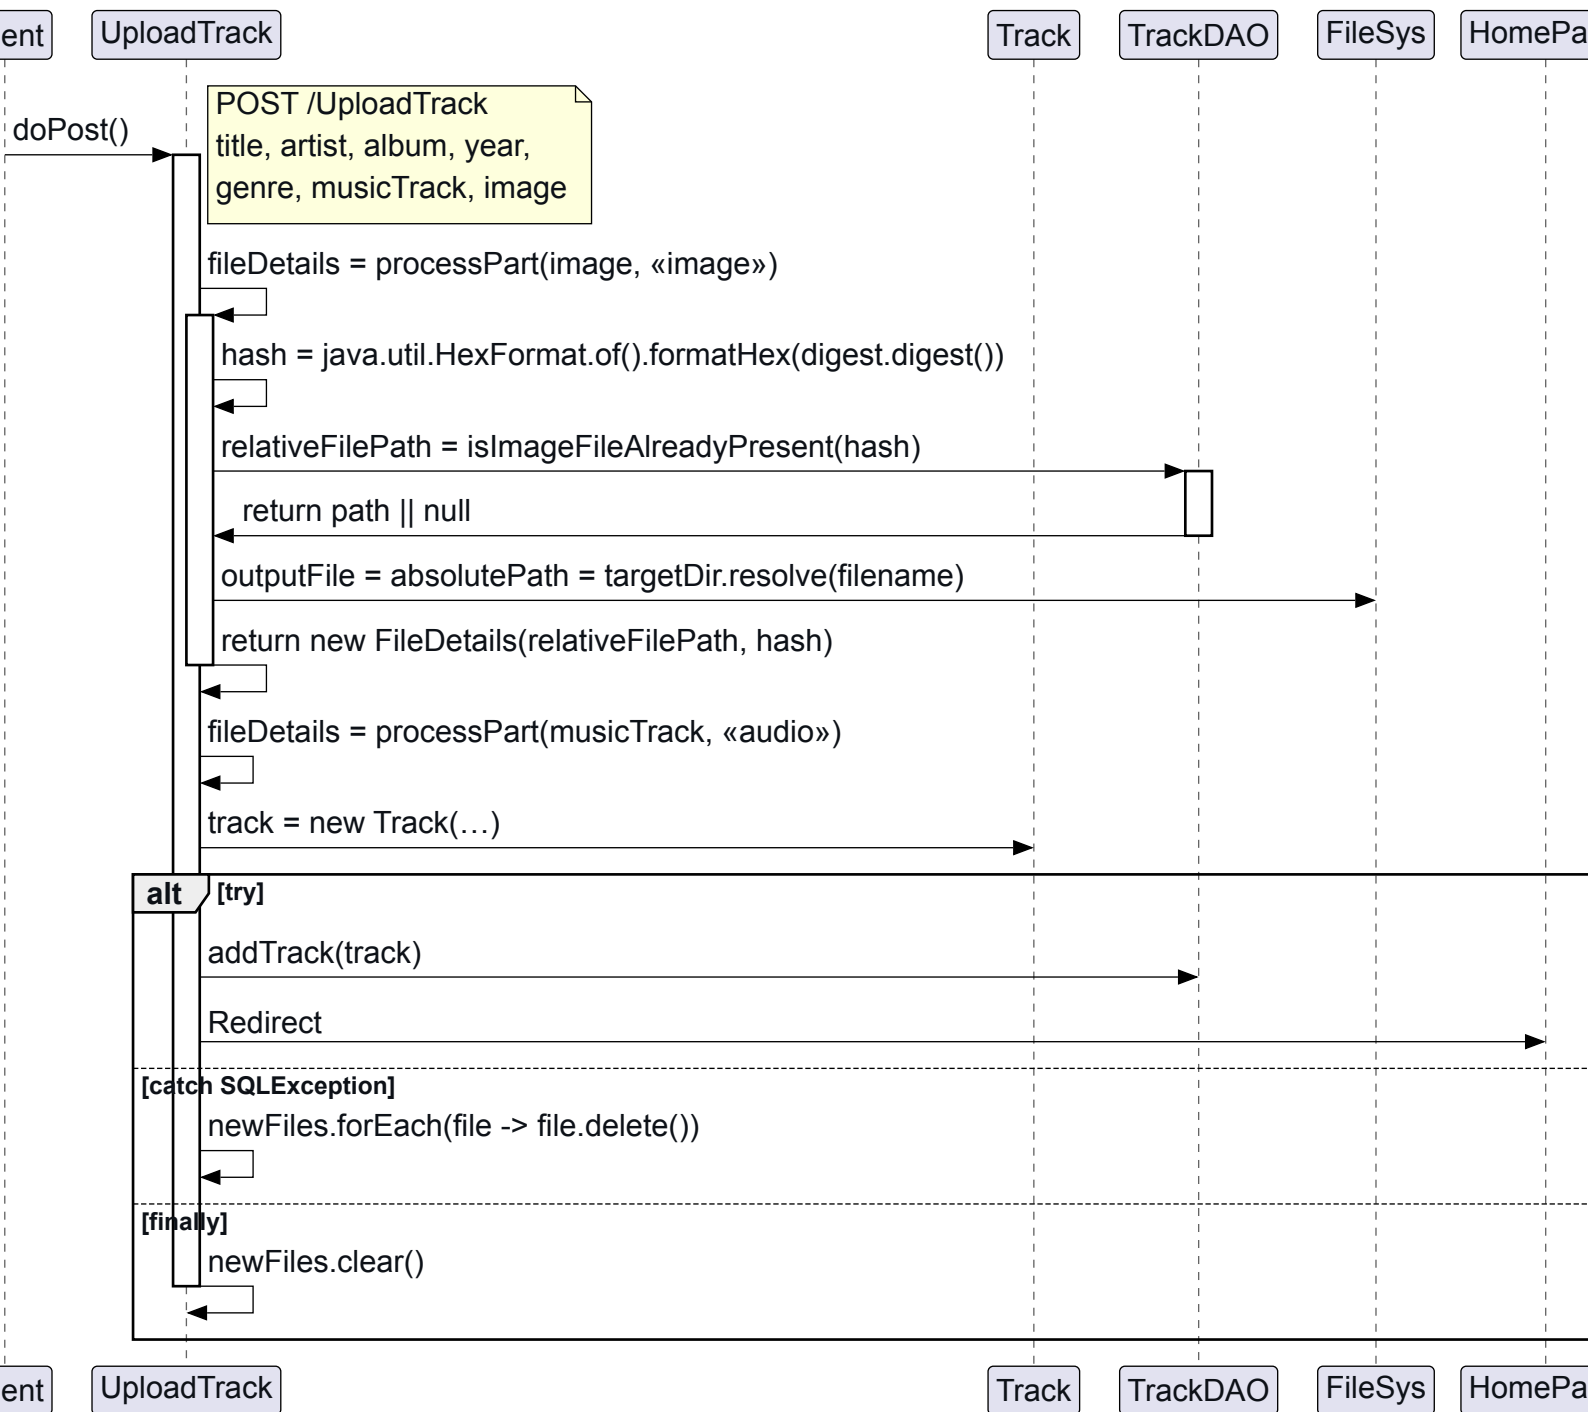 ent
UploadTrack
Track
TrackDAO
FileSys
HomePa
POST /UploadTrack
title, artist, album, year,
genre, musicTrack, image
doPost()
fileDetails = processPart(image, «image»)
hash = java.util.HexFormat.of().formatHex(digest.digest())
relativeFilePath = isImageFileAlreadyPresent(hash)
return path || null
outputFile = absolutePath = targetDir.resolve(filename)
return new FileDetails(relativeFilePath, hash)
fileDetails = processPart(musicTrack, «audio»)
track = new Track(…)
alt [try]
addTrack(track)
Redirect
[catch SQLException]
newFiles.forEach(file -> file.delete())
[finally]
newFiles.clear()
ent
UploadTrack
Track
TrackDAO
FileSys
HomePa